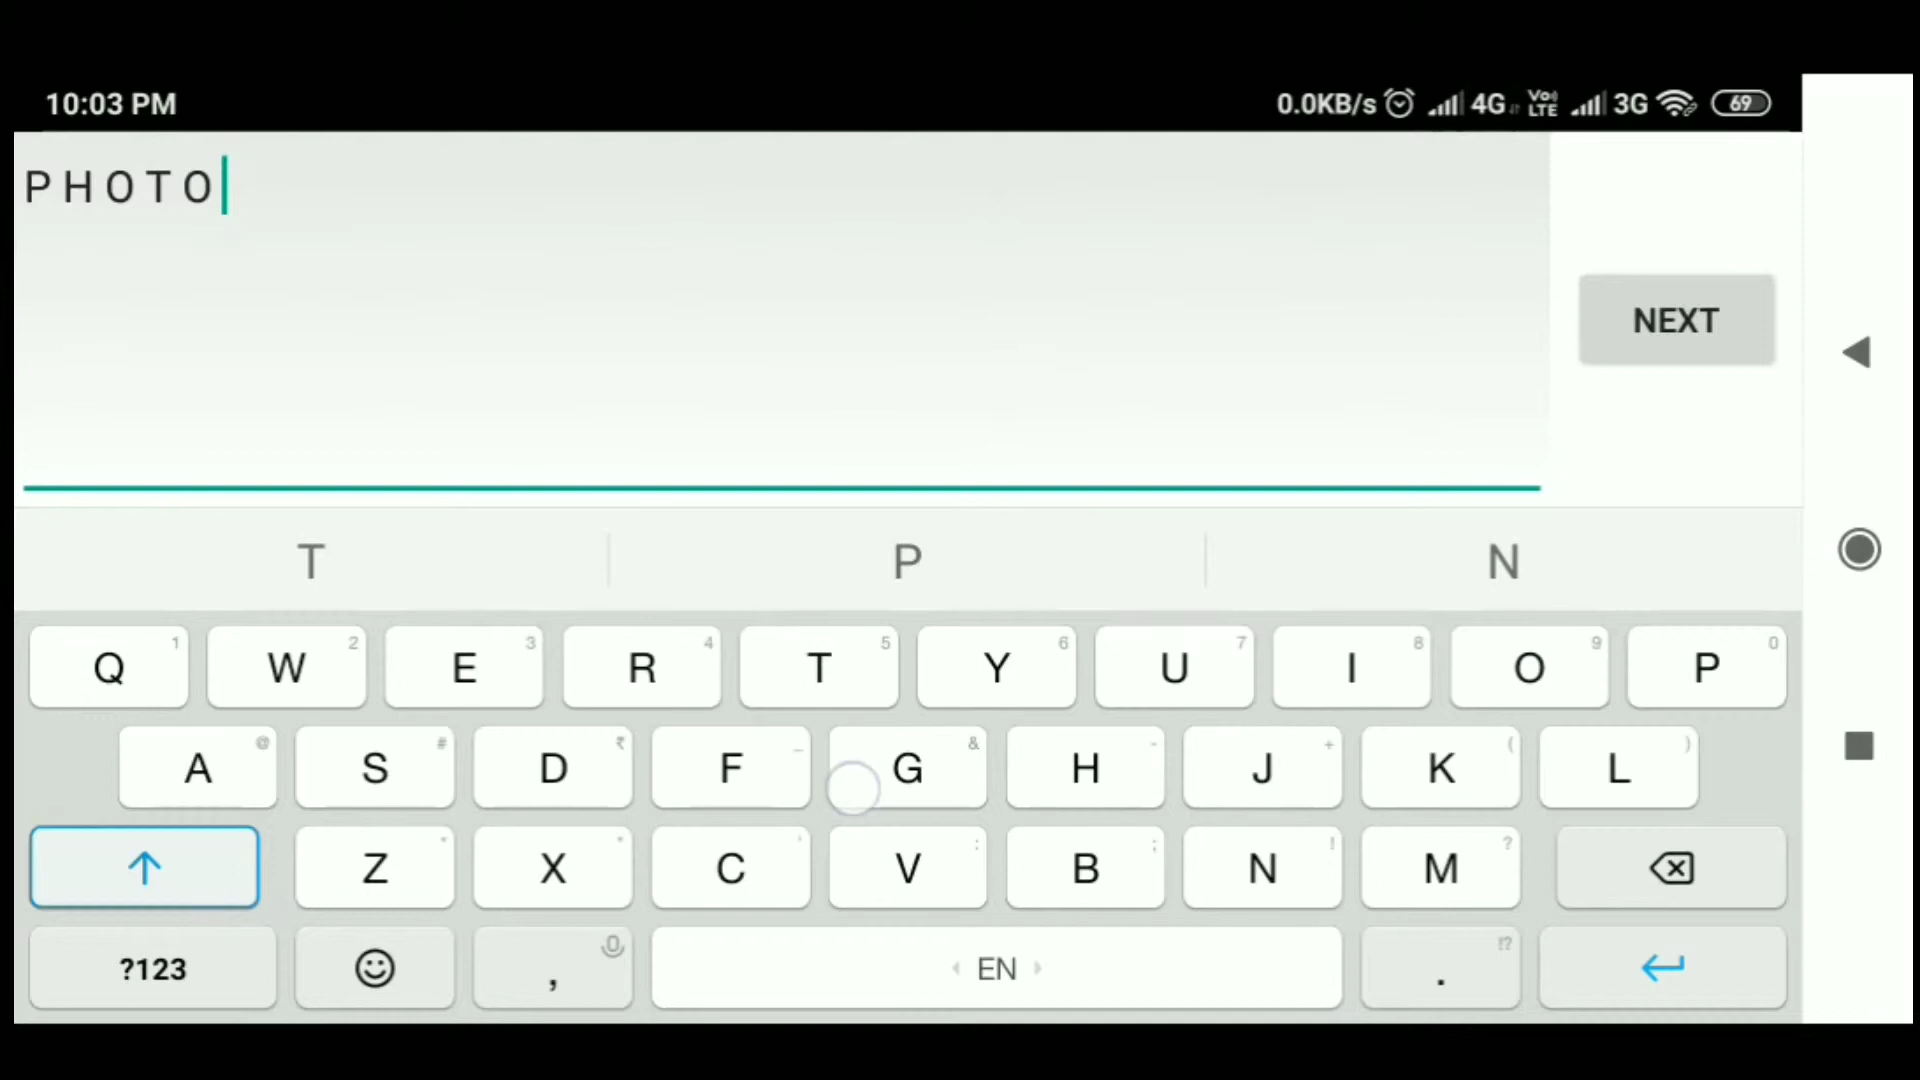 10:03 PM
0.0KB/s 4G Vo) LTE 3G 69
P H O T O
NEXT
T P N
Q 1 W 2 E 3 R 4 T 5 Y 6 U 7 I 8 O 9 P 0
A @ S # D ₹ F _ G & H - J + K ( L )
Z * X " C ' V : B ; N ! M ?
?123 , EN . !?